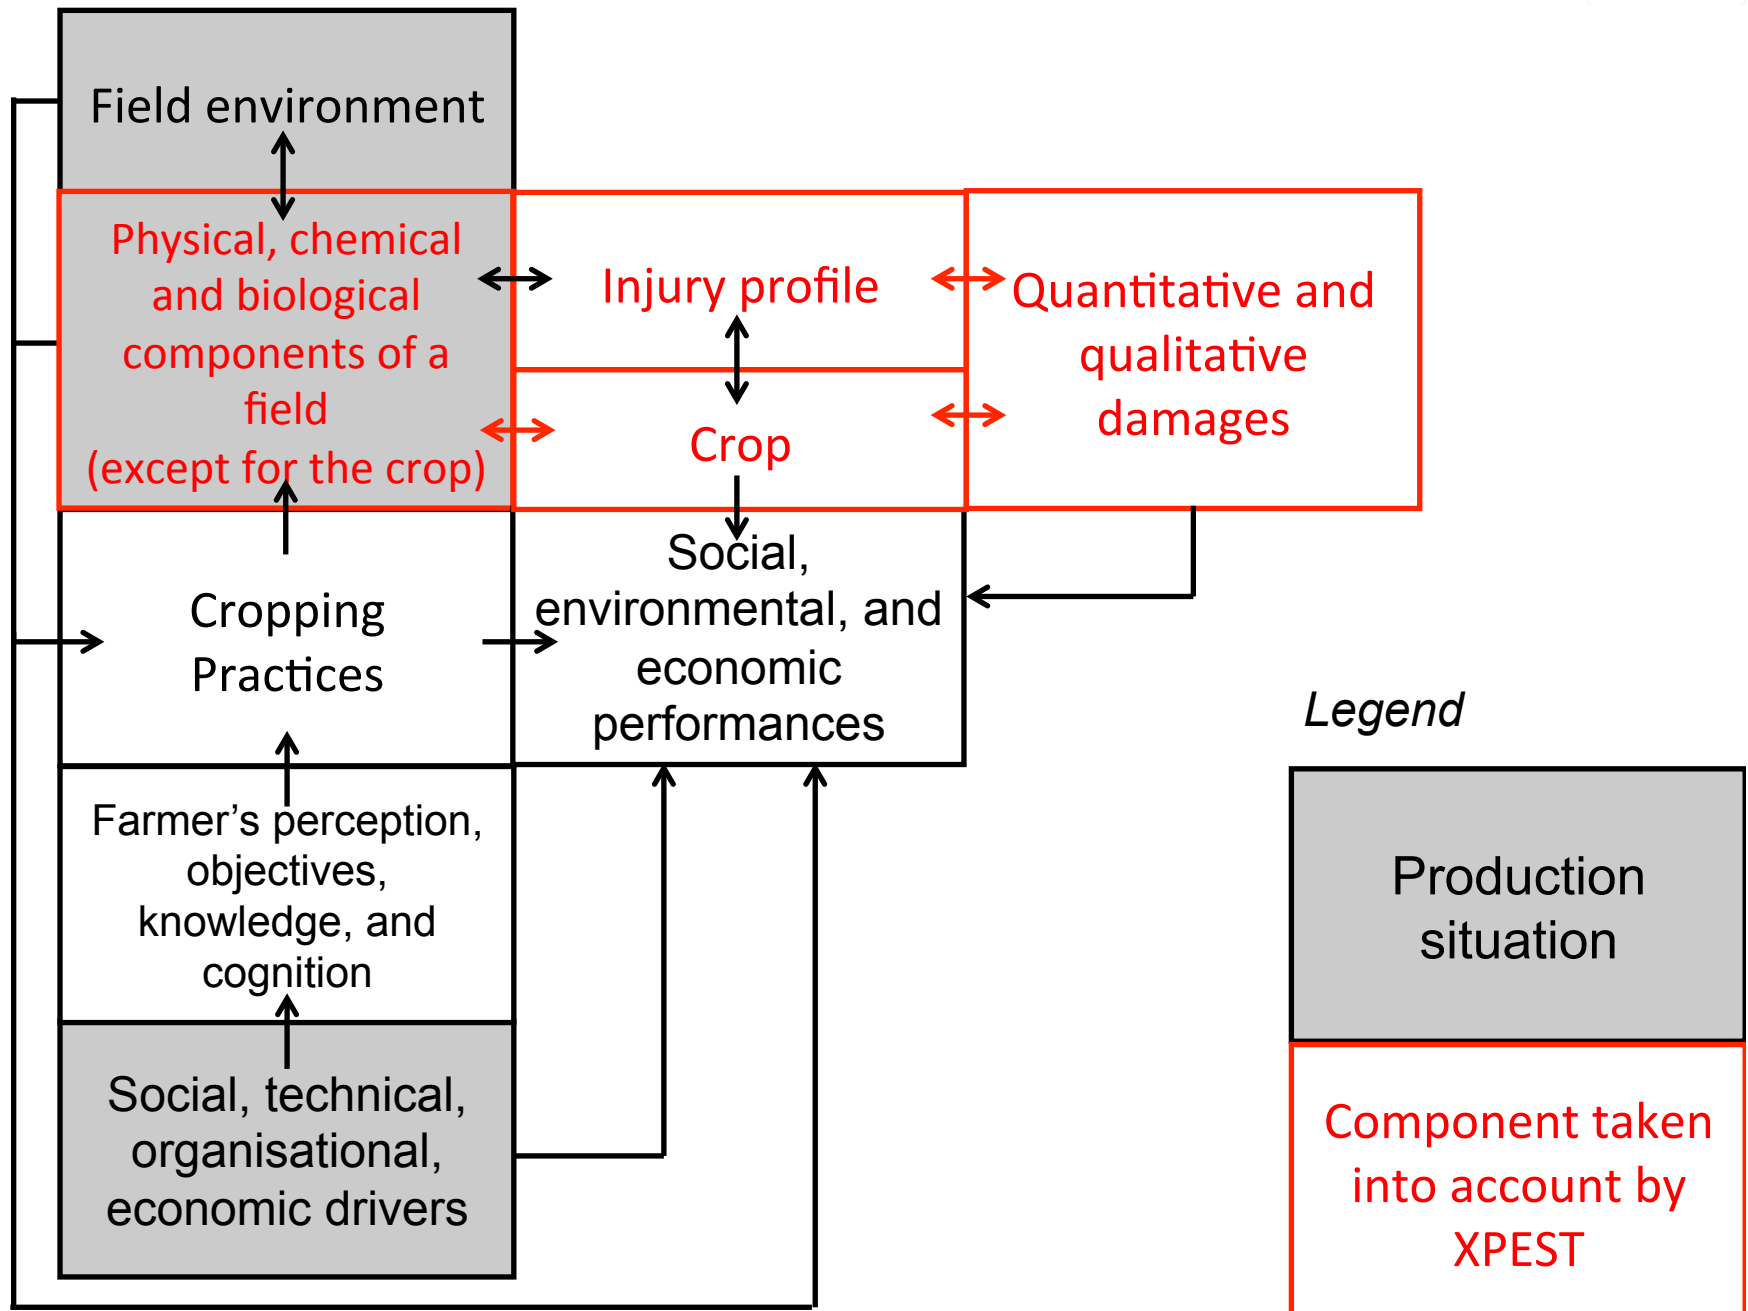 Field environment
Physical, chemical
and biological
components of a
field
(except for the crop)
Injury profile
Crop
Quantitative and
qualitative
damages
Cropping
Practices
Social,
environmental, and
economic
performances
Farmer’s perception,
objectives,
knowledge, and
cognition
Social, technical,
organisational,
economic drivers
Legend
Production
situation
Component taken
into account by
XPEST